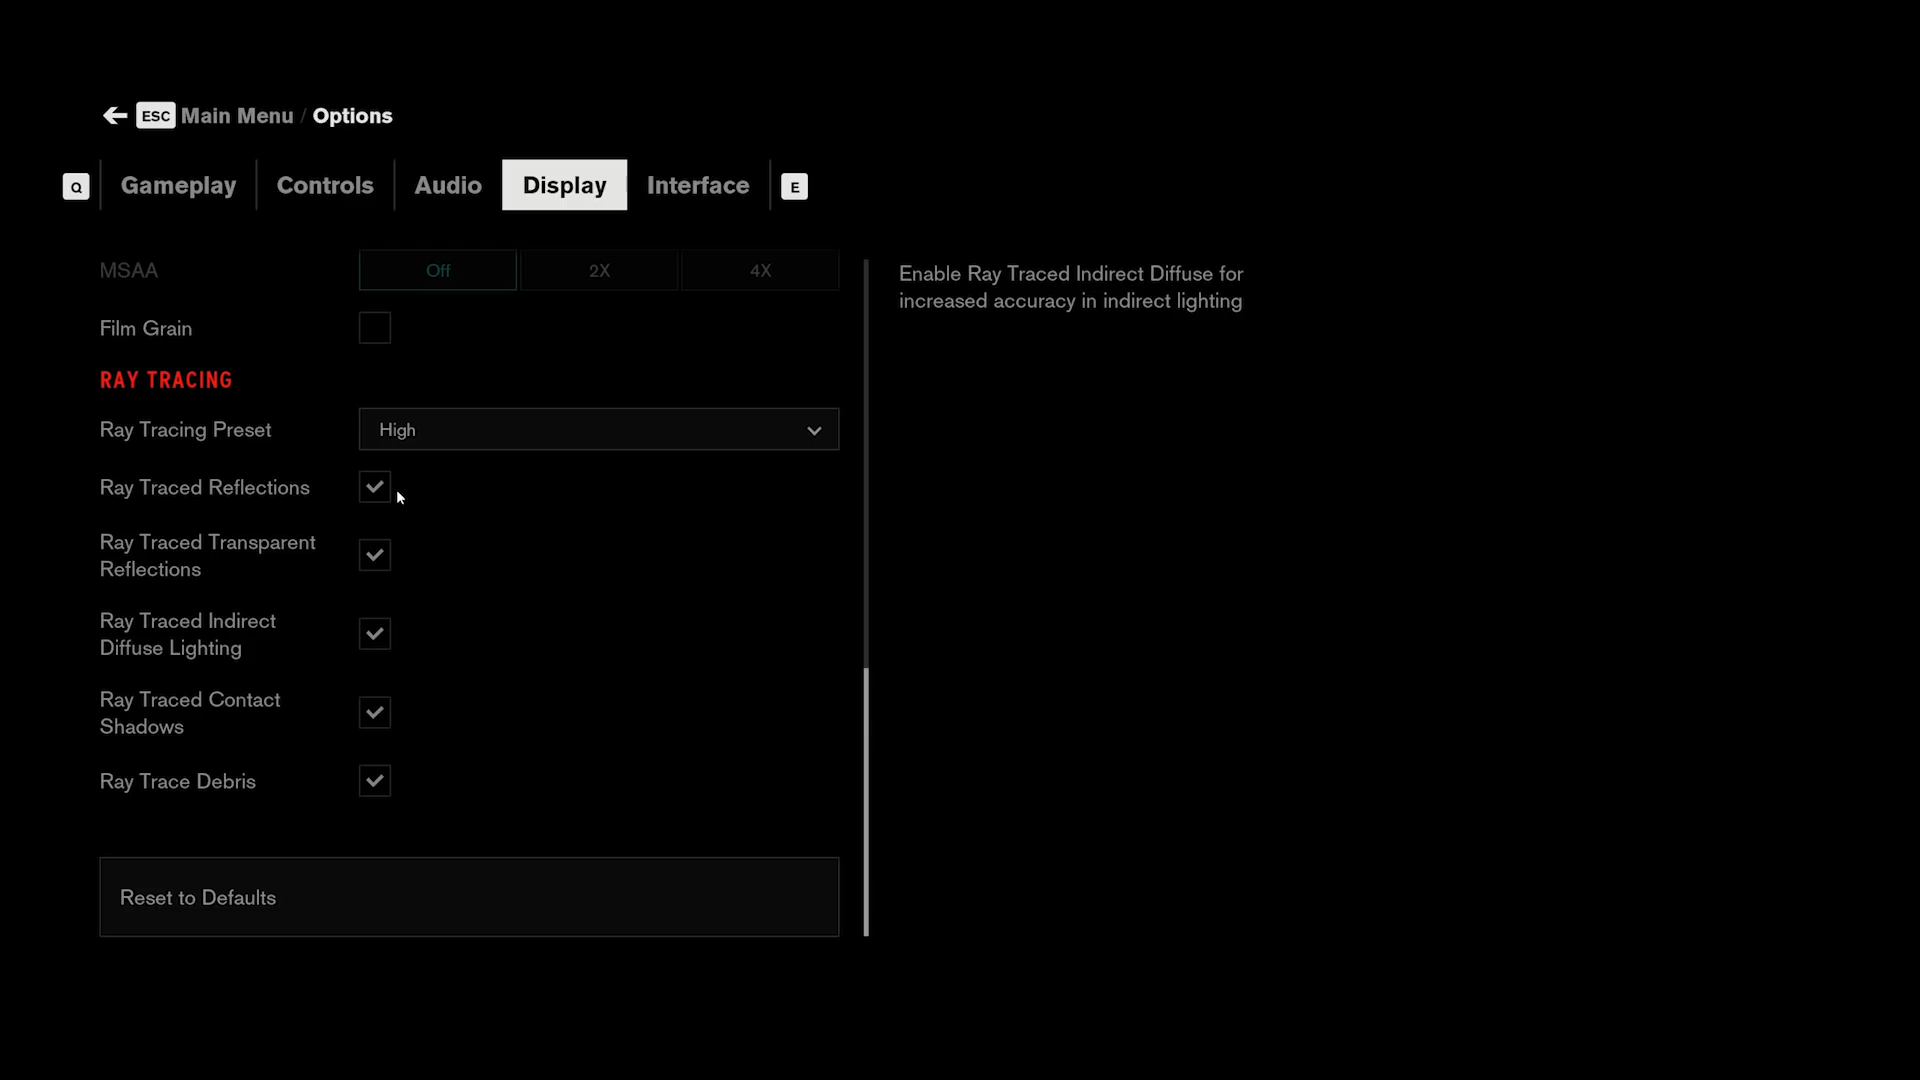 ESC Main Menu / Options
Q Gameplay Controls Audio Display Interface E
MSAA Off 2X 4X
Film Grain
RAY TRACING
Ray Tracing Preset High
Ray Traced Reflections
Ray Traced Transparent
Reflections
Ray Traced Indirect
Diffuse Lighting
Ray Traced Contact
Shadows
Ray Trace Debris
Reset to Defaults
Enable Ray Traced Indirect Diffuse for
increased accuracy in indirect lighting